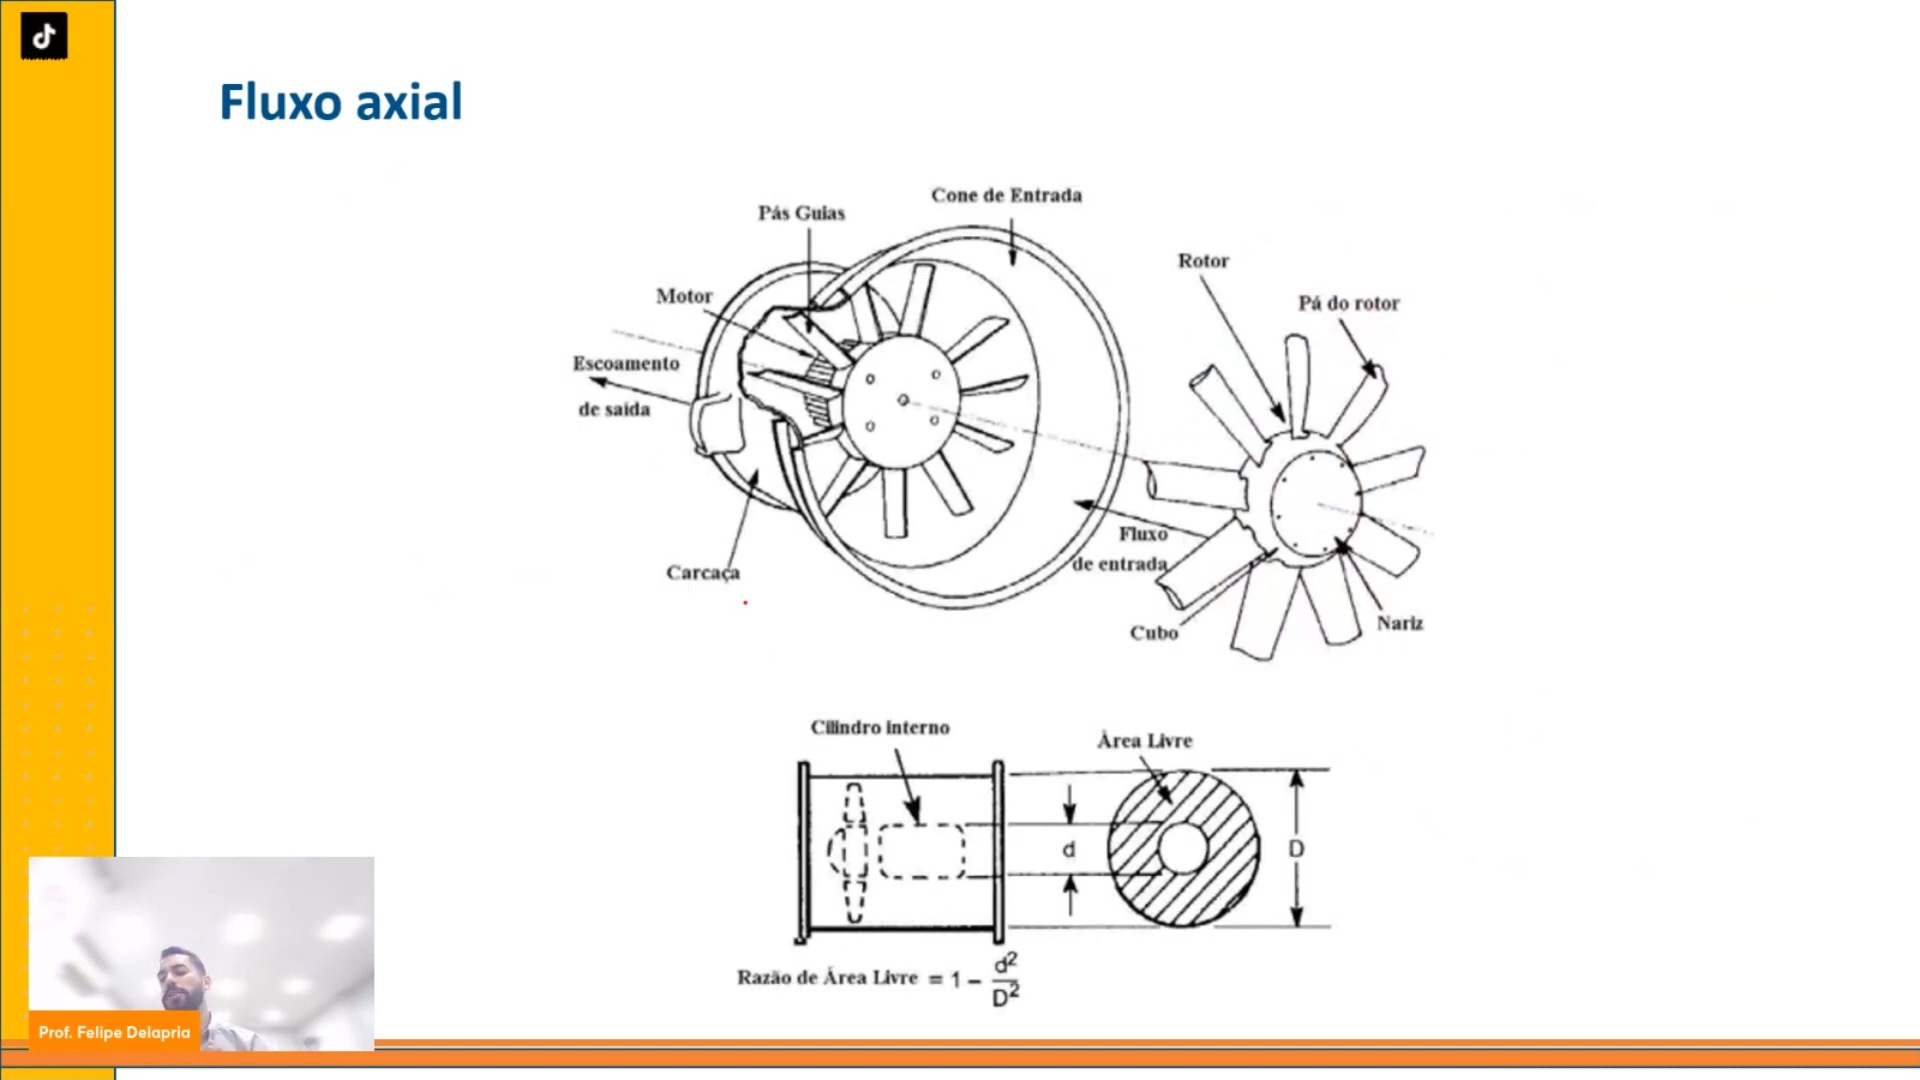 Fluxo axial
Cone de Entrada
Pás Guias
Rotor
Motor
Pá do rotor
Escoamento
de saída
Fluxo
de entrada
Carcaça
Cubo
Nariz
Cilindro interno
Área Livre
d
D
Razão de Área Livre = 1 – d²/D²
Prof. Felipe Delapria